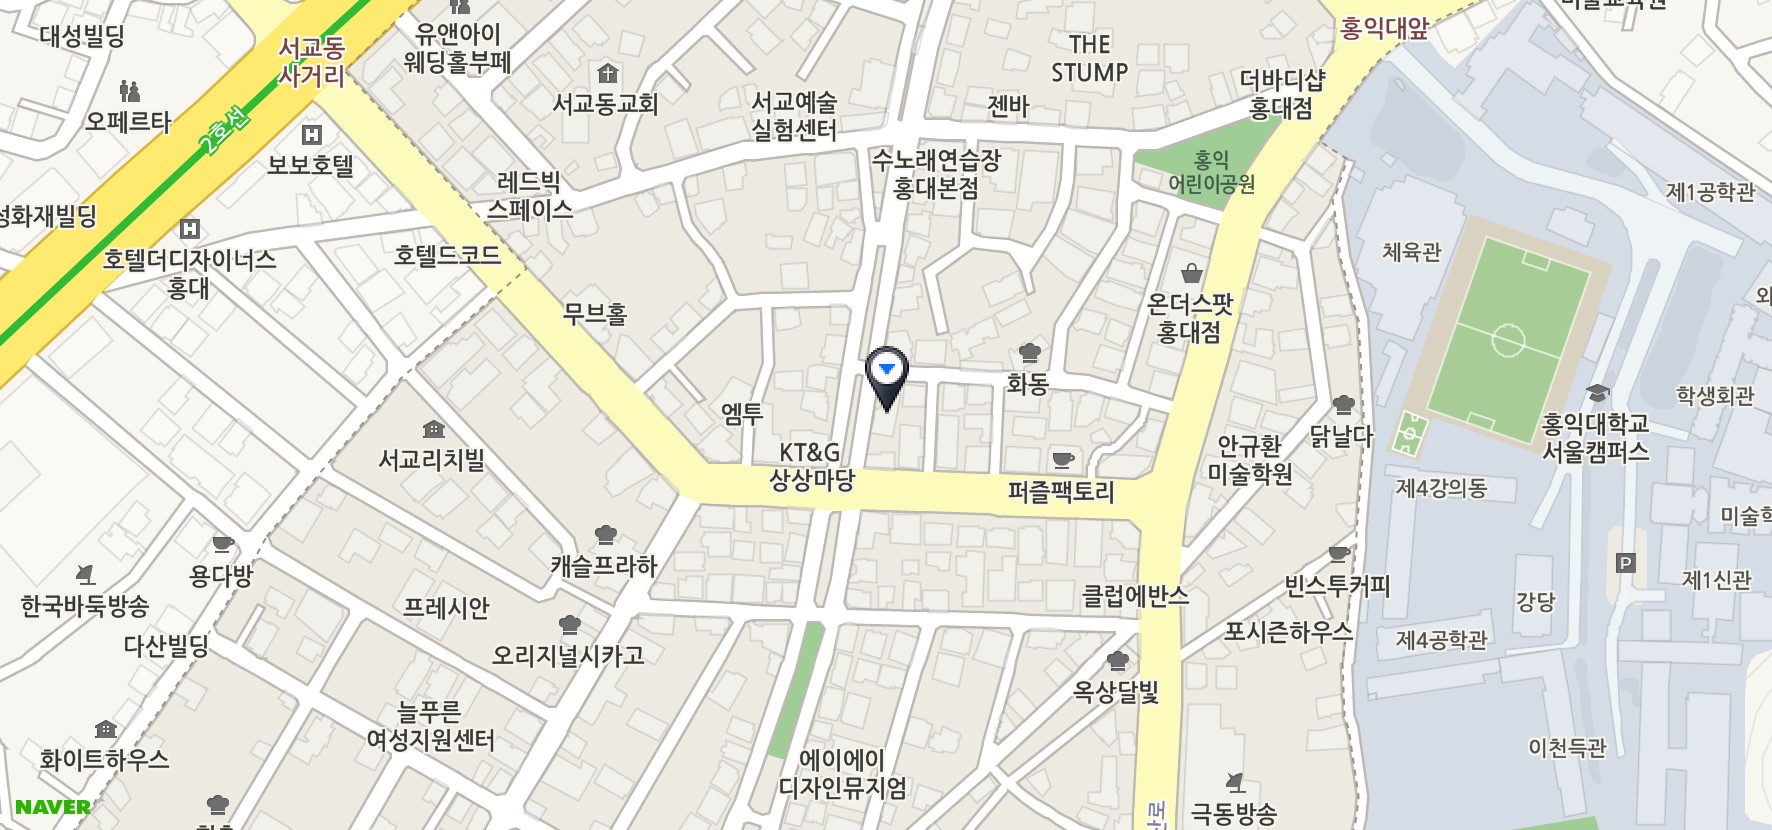 대성빌딩
서교동
사거리
유앤아이
웨딩홀부페
THE
STUMP
홍익대앞
오페르타
2호선
보보호텔
서교동교회
서교예술
실험센터
젠바
더바디샵
홍대점
수노래연습장
홍대본점
홍익
어린이공원
제1공학관
레드빅
스페이스
성화재빌딩
호텔더디자이너스
홍대
호텔드코드
무브홀
체육관
온더스팟
홍대점
화동
엠투
KT&G
상상마당
학생회관
홍익대학교
서울캠퍼스
닭날다
안규환
미술학원
서교리치빌
퍼즐팩토리
제4강의동
미술학
캐슬프라하
용다방
한국바둑방송
프레시안
클럽에반스
빈스투커피
제1신관
P
강당
다산빌딩
오리지널시카고
포시즌하우스
제4공학관
옥상달빛
늘푸른
여성지원센터
화이트하우스
에이에이
디자인뮤지엄
이천득관
극동방송
NAVER